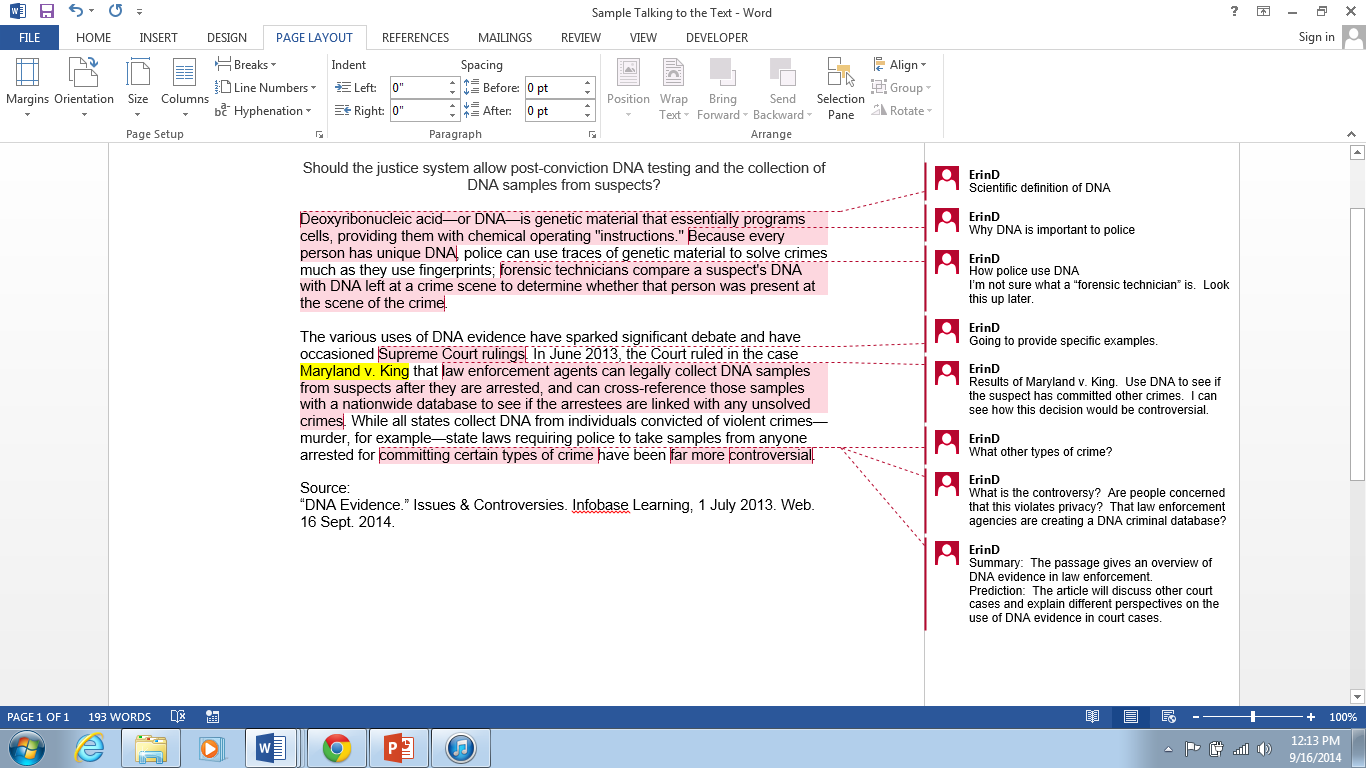 Sample Talking to the Text - Word
?
FILE HOME INSERT DESIGN PAGE LAYOUT REFERENCES MAILINGS REVIEW VIEW DEVELOPER Sign in
Margins
Orientation
Size
Columns
Breaks
Line Numbers
Hyphenation
Page Setup
Indent
Left: 0"
Right: 0"
Spacing
Before: 0 pt
After: 0 pt
Paragraph
Position
Wrap
Text
Bring
Forward
Send
Backward
Selection
Pane
Align
Group
Rotate
Arrange
Should the justice system allow post-conviction DNA testing and the collection of
DNA samples from suspects?
Deoxyribonucleic acid—or DNA—is genetic material that essentially programs
cells, providing them with chemical operating "instructions." Because every
person has unique DNA, police can use traces of genetic material to solve crimes
much as they use fingerprints; forensic technicians compare a suspect's DNA
with DNA left at a crime scene to determine whether that person was present at
the scene of the crime.
The various uses of DNA evidence have sparked significant debate and have
occasioned Supreme Court rulings. In June 2013, the Court ruled in the case
Maryland v. King that law enforcement agents can legally collect DNA samples
from suspects after they are arrested, and can cross-reference those samples
with a nationwide database to see if the arrestees are linked with any unsolved
crimes. While all states collect DNA from individuals convicted of violent crimes—
murder, for example—state laws requiring police to take samples from anyone
arrested for committing certain types of crime have been far more controversial.
Source:
“DNA Evidence.” Issues & Controversies. Infobase Learning, 1 July 2013. Web.
16 Sept. 2014.
ErinD
Scientific definition of DNA
ErinD
Why DNA is important to police
ErinD
How police use DNA
I’m not sure what a “forensic technician” is. Look
this up later.
ErinD
Going to provide specific examples.
ErinD
Results of Maryland v. King. Use DNA to see if
the suspect has committed other crimes. I can
see how this decision would be controversial.
ErinD
What other types of crime?
ErinD
What is the controversy? Are people concerned
that this violates privacy? That law enforcement
agencies are creating a DNA criminal database?
ErinD
Summary: The passage gives an overview of
DNA evidence in law enforcement.
Prediction: The article will discuss other court
cases and explain different perspectives on the
use of DNA evidence in court cases.
PAGE 1 OF 1 193 WORDS 100%
12:13 PM
9/16/2014